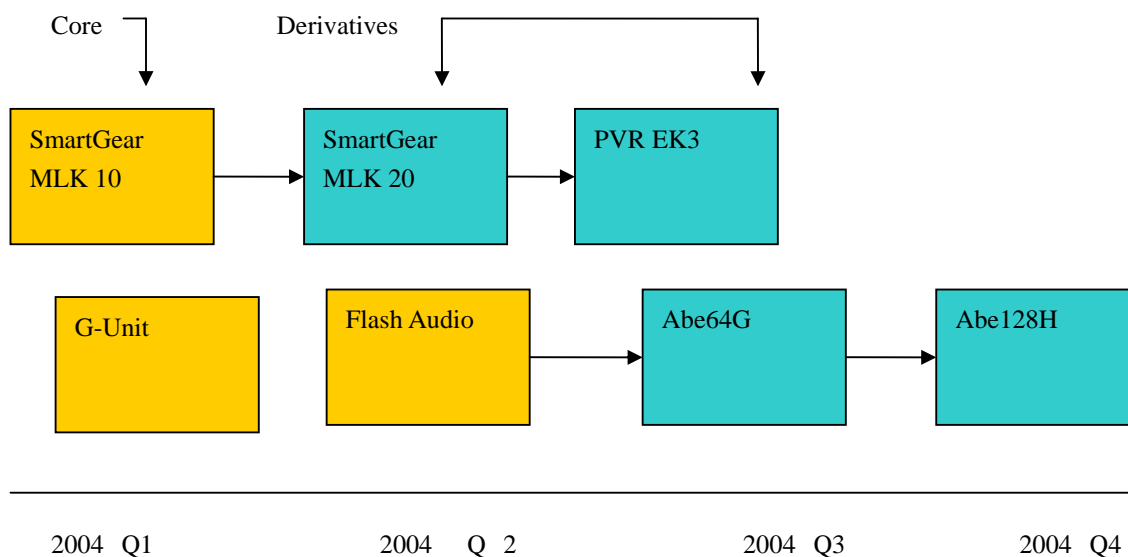 Core
Derivatives
SmartGear
MLK 10
SmartGear
MLK 20
PVR EK3
G-Unit
Flash Audio
Abe64G
Abe128H
2004 Q1
2004 Q 2
2004 Q3
2004 Q4